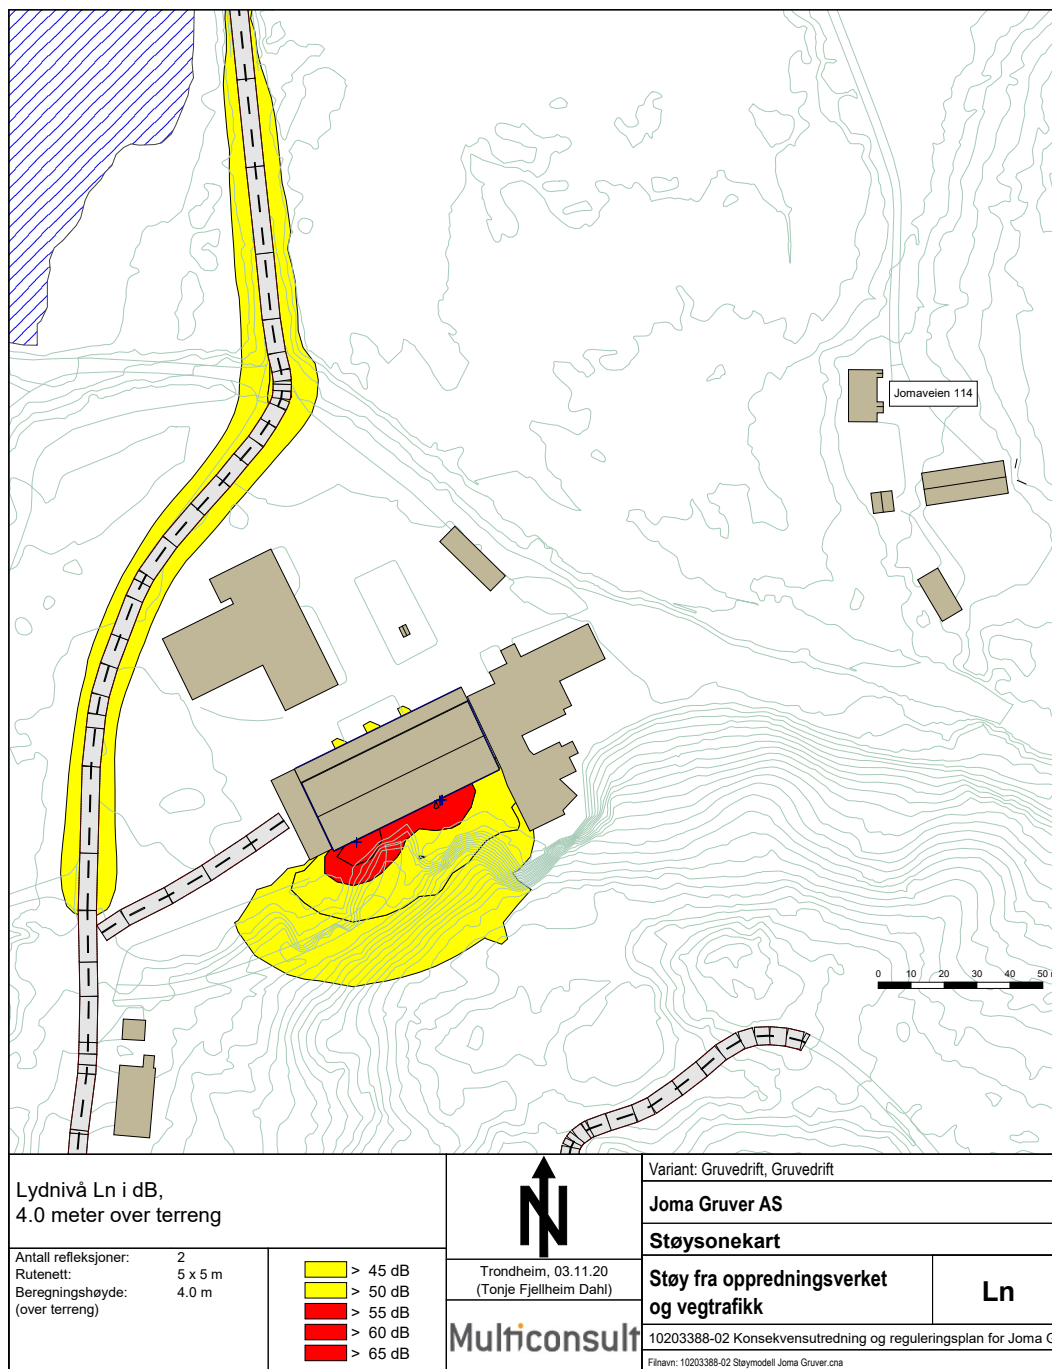 Jomaveien 114
0 10 20 30 40 50 m
Lydnivå Ln i dB,
4.0 meter over terreng
Antall refleksjoner: 2
Rutenett: 5 x 5 m
Beregningshøyde: 4.0 m
(over terreng)
> 45 dB
> 50 dB
> 55 dB
> 60 dB
> 65 dB
N
Trondheim, 03.11.20
(Tonje Fjellheim Dahl)
Multiconsult
Variant: Gruvedrift, Gruvedrift
Joma Gruver AS
Støysonekart
Støy fra oppredningsverket
og vegtrafikk
Ln
10203388-02 Konsekvensutredning og reguleringsplan for Joma G
Filnavn: 10203388-02 Støymodell Joma Gruver.cna